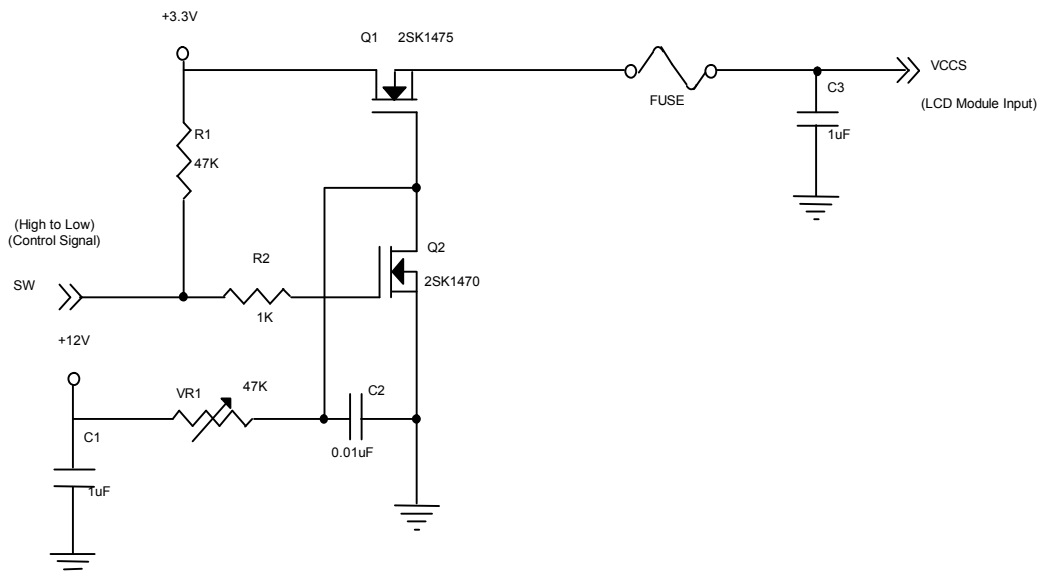 +3.3V
Q1 2SK1475
VCCS
FUSE
C3
(LCD Module Input)
R1
47K
1uF
(High to Low)
(Control Signal)
Q2
R2
SW
2SK1470
1K
+12V
VR1
47K
C2
C1
0.01uF
1uF